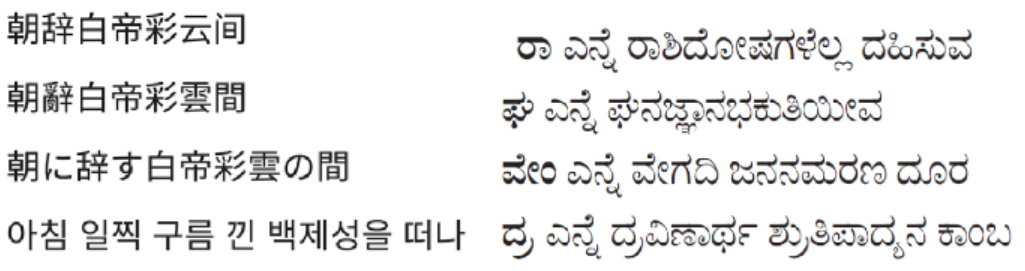 朝辞白帝彩云间
朝辭白帝彩雲間
朝に辞す白帝彩雲の間
아침 일찍 구름 낀 백제성을 떠나
ರಾ ಎನ್ನೆ ರಾಶಿದೋಷಗಳೆಲ್ಲ ದಹಿಸುವ
ಘ ಎನ್ನೆ ಘನಜ್ಞಾನಭಕುತಿಯೀವ
ವೇಂ ಎನ್ನೆ ವೇಗದಿ ಜನನಮರಣ ದೂರ
ದ್ರ ಎನ್ನೆ ದ್ರವಿಣಾರ್ಥ ಶ್ರುತಿಪಾದ್ಯನ ಕಾಂಬ